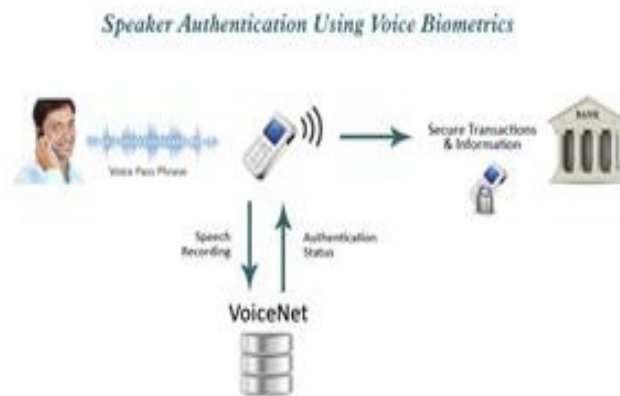 Speaker Authentication Using Voice Biometrics
BANK
Secure Transactions
& Information
Voice Pass Phrase
Speech
Recording
Authentication
Status
VoiceNet